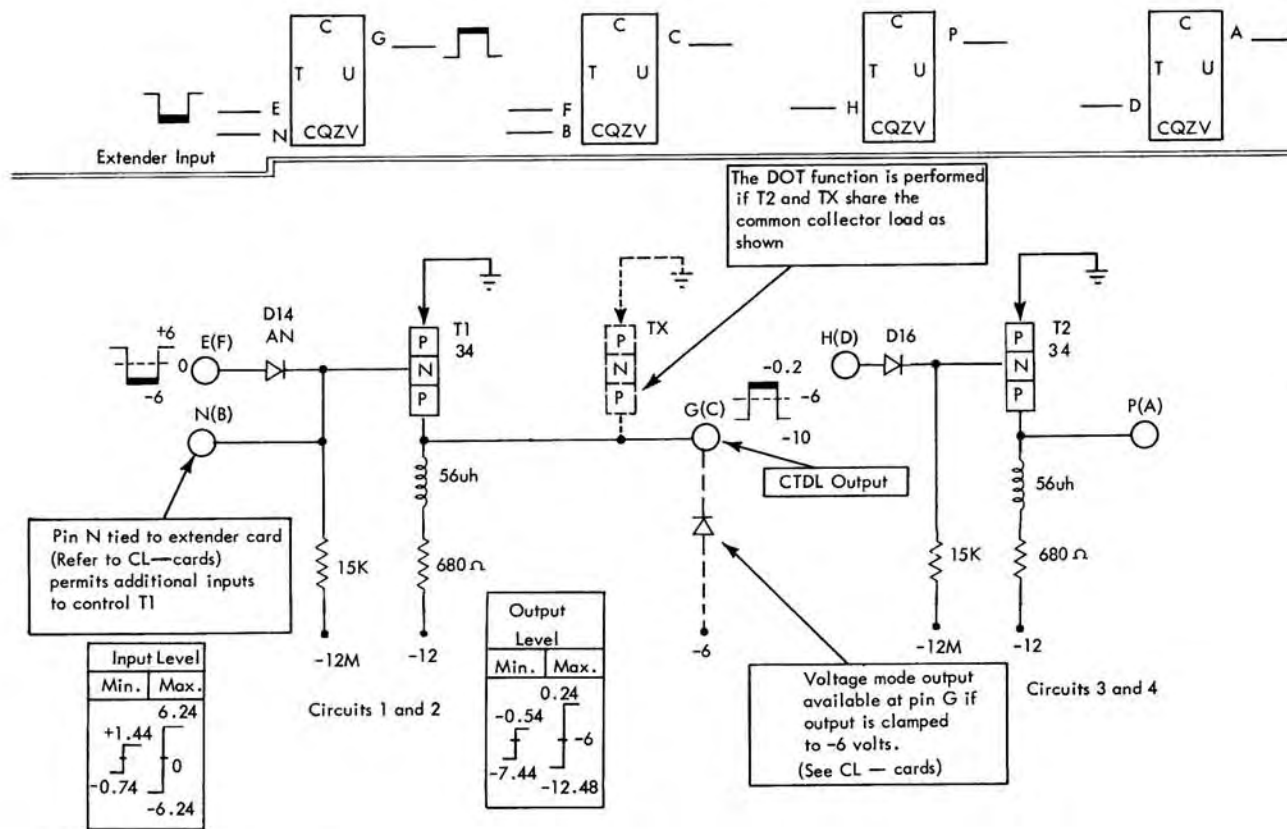 C
G
T U
E
N
CQZV
Extender Input
C
C
T U
F
B
CQZV
C
P
T U
H
CQZV
C
A
T U
D
CQZV
The DOT function is performed
if T2 and TX share the
common collector load as
shown
+6
0
-6
E(F)
D14
AN
N(B)
P
N
P
T1
34
P
N
P
TX
-0.2
-6
-10
G(C)
CTDL Output
H(D)
D16
P
N
P
T2
34
P(A)
56uh
680 Ω
15K
-12M
-12
-6
56uh
680 Ω
15K
-12M
-12
Pin N tied to extender card
(Refer to CL—cards)
permits additional inputs
to control T1
Input Level
Min. Max.
6.24
+1.44
0
-0.74
-6.24
Circuits 1 and 2
Output
Level
Min. Max.
0.24
-0.54
-6
-7.44
-12.48
Voltage mode output
available at pin G if
output is clamped
to -6 volts.
(See CL — cards)
Circuits 3 and 4